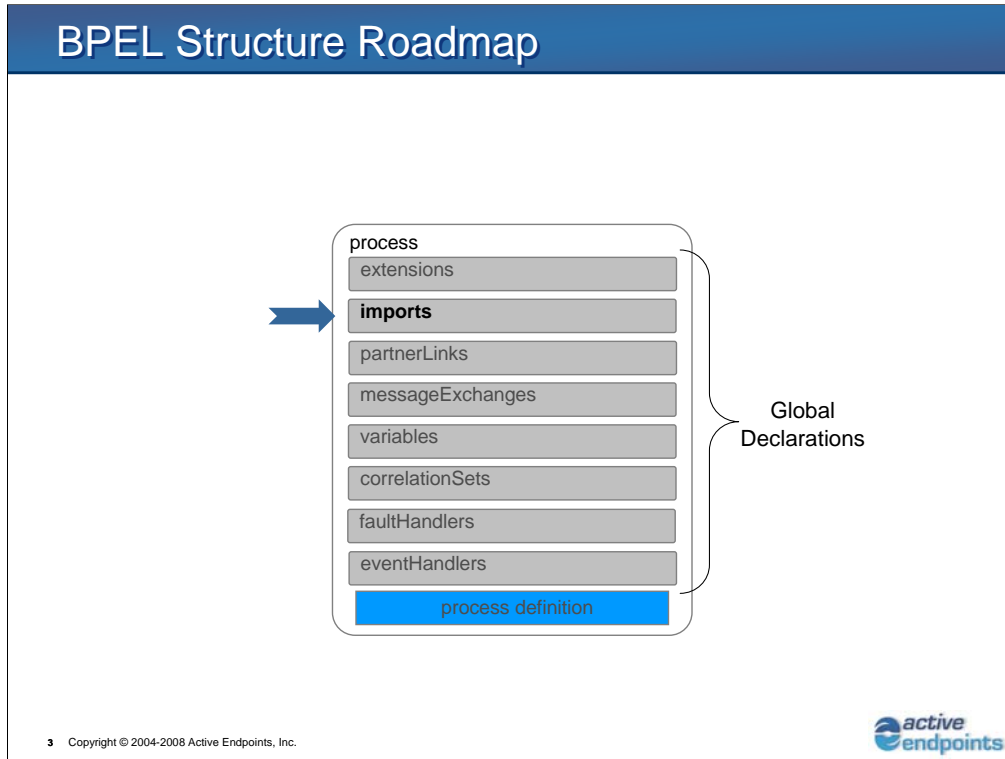 BPEL Structure Roadmap
process
extensions
imports
partnerLinks
messageExchanges
variables
correlationSets
faultHandlers
eventHandlers
process definition
Global
Declarations
3 Copyright © 2004-2008 Active Endpoints, Inc.
active
endpoints